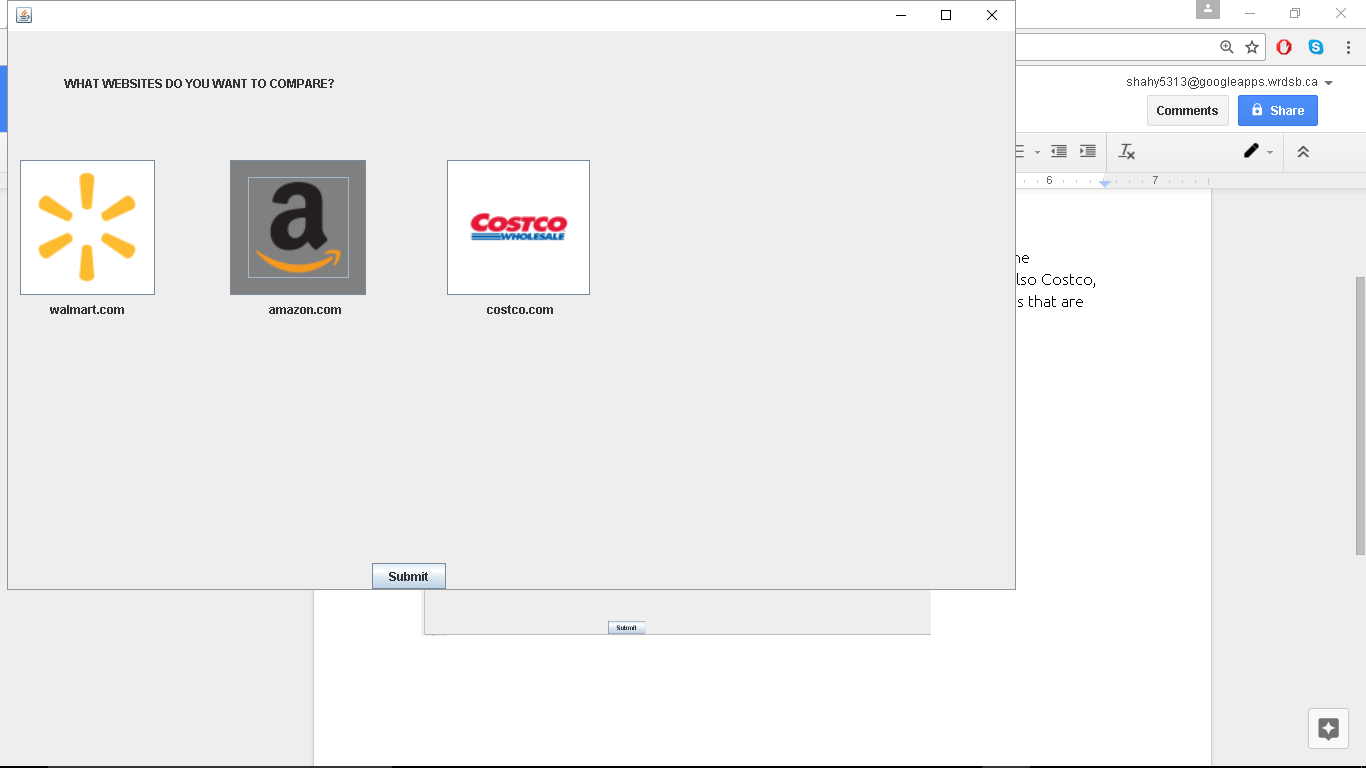 WHAT WEBSITES DO YOU WANT TO COMPARE?
a
COSTCO
WHOLESALE
walmart.com
amazon.com
costco.com
Submit
shahy5313@googleapps.wrdsb.ca
Comments
Share
6
7
lso Costco,
s that are
Submit